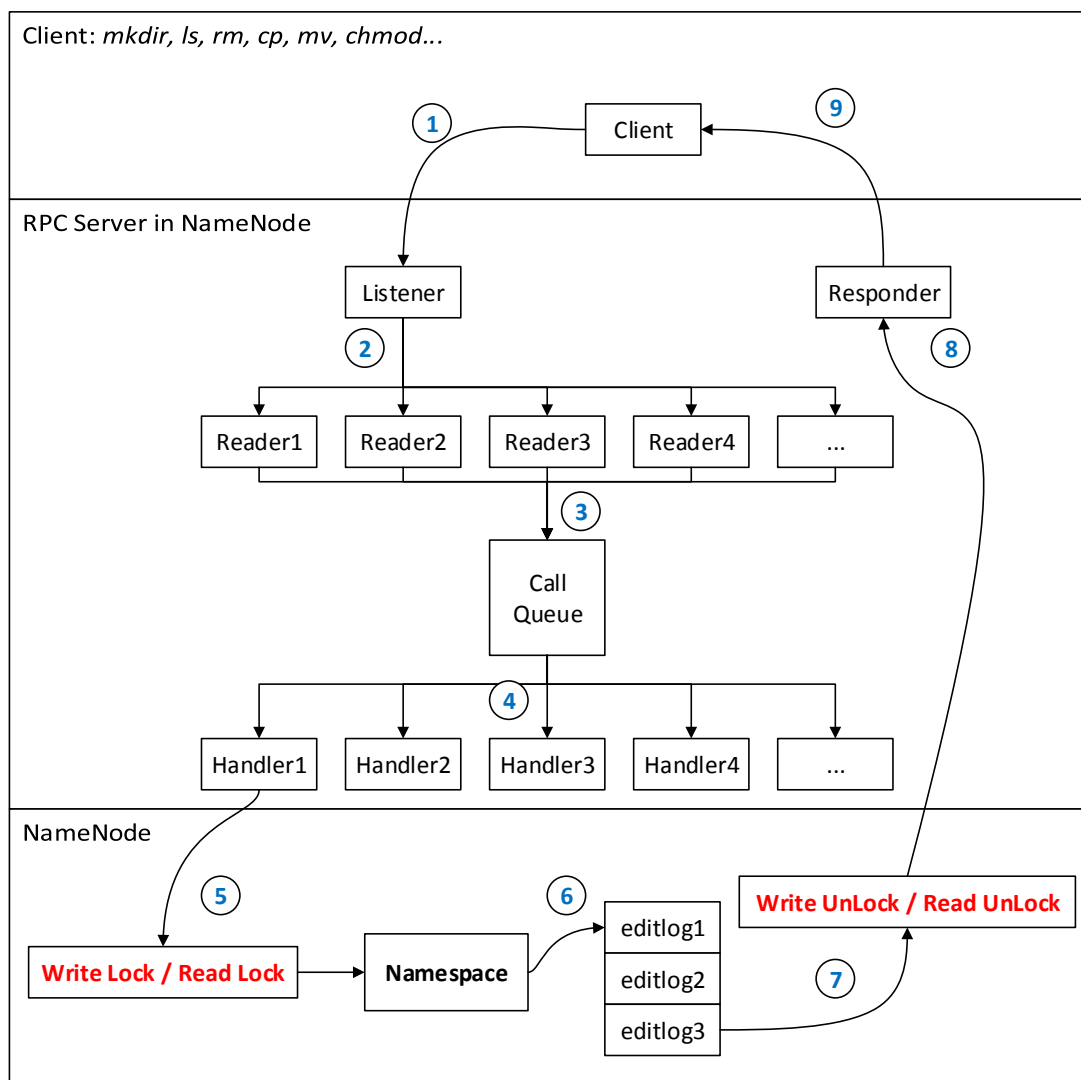 Client: mkdir, ls, rm, cp, mv, chmod...
1
Client
9
RPC Server in NameNode
Listener
Responder
2
8
Reader1
Reader2
Reader3
Reader4
...
3
Call
Queue
4
Handler1
Handler2
Handler3
Handler4
...
NameNode
5
6
Write Lock / Read Lock
Namespace
editlog1
editlog2
editlog3
7
Write UnLock / Read UnLock